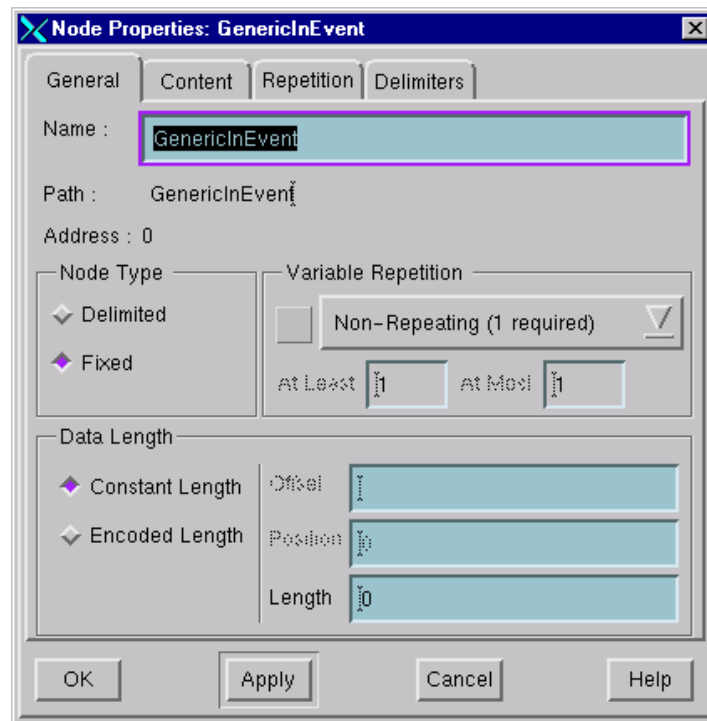 Node Properties: GenericInEvent
General Content Repetition Delimiters
Name : GenericInEvent
Path : GenericInEvent
Address : 0
Node Type
Delimited
Fixed
Variable Repetition
Non-Repeating (1 required)
At Least 1 At Most 1
Data Length
Constant Length
Encoded Length
Offset
Position 0
Length 0
OK Apply Cancel Help